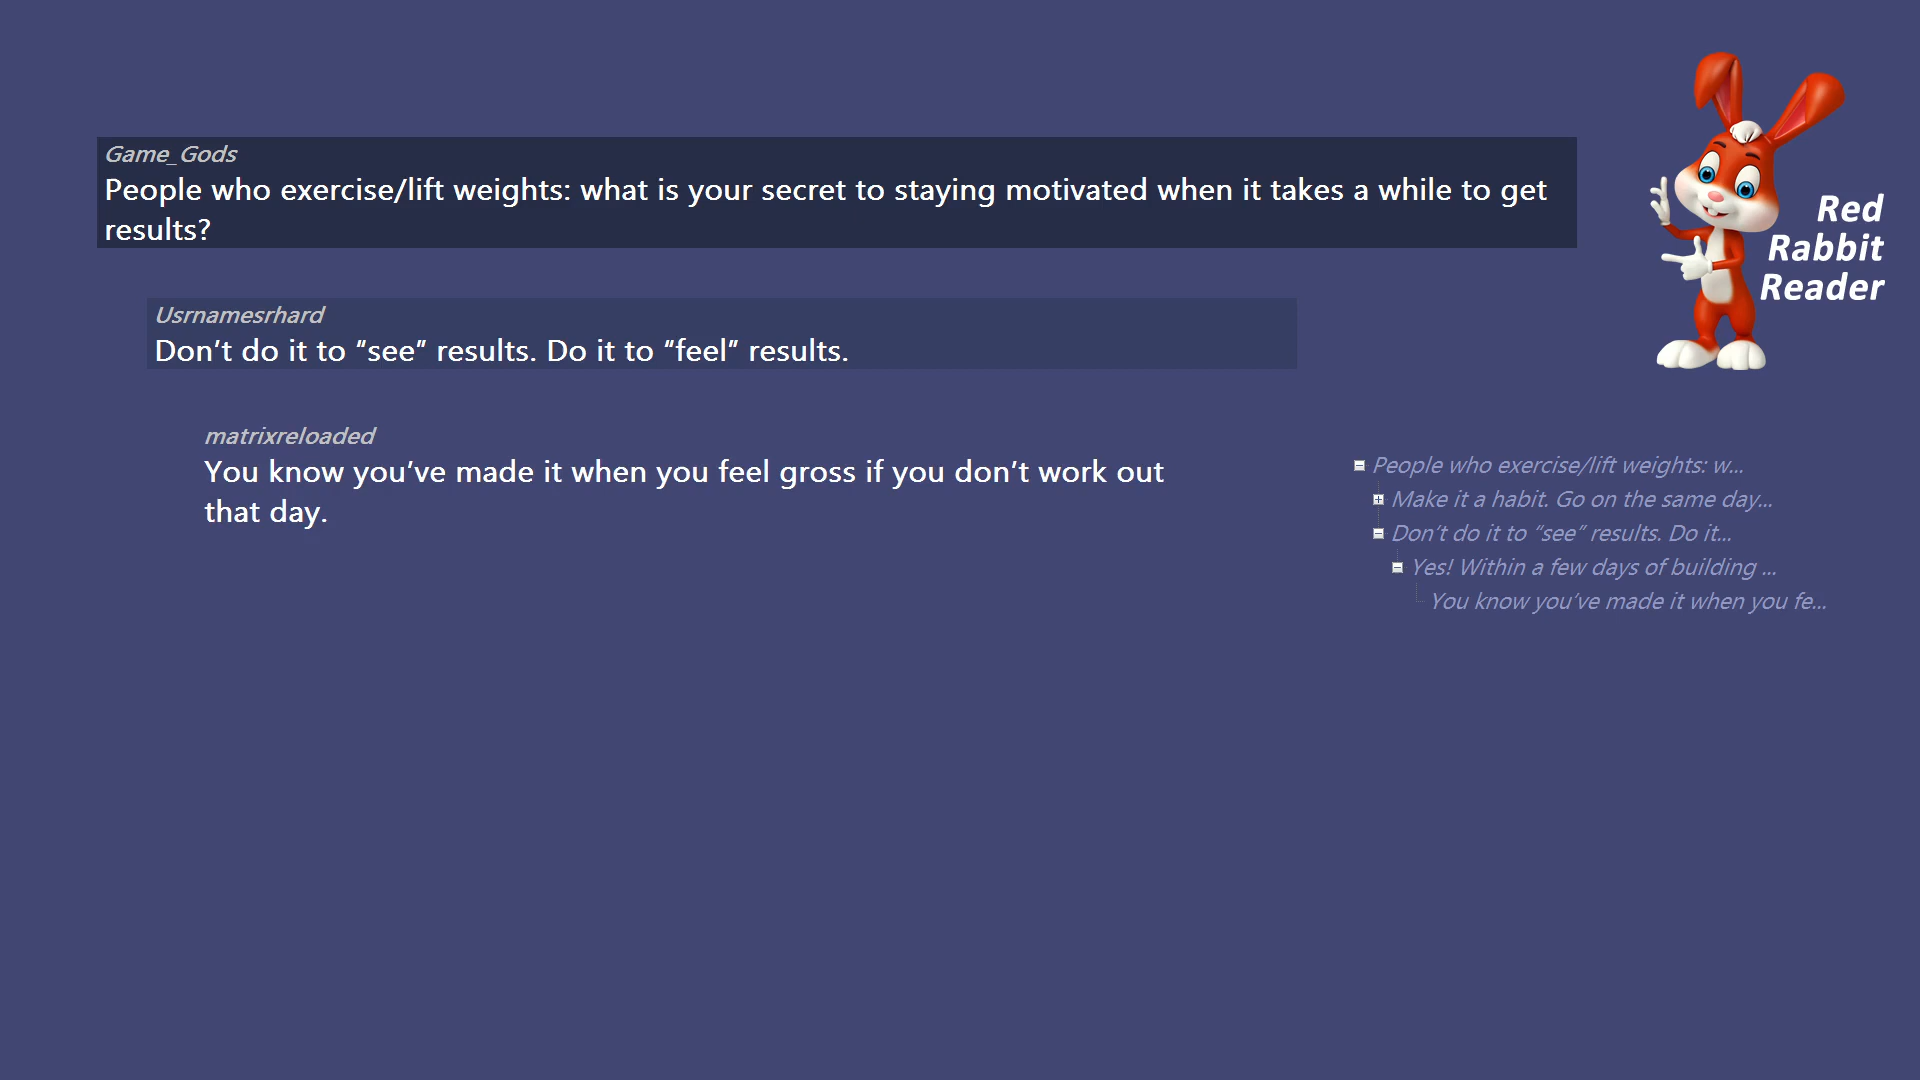 Game_Gods
People who exercise/lift weights: what is your secret to staying motivated when it takes a while to get
results?
Usrnamesrhard
Don’t do it to “see” results. Do it to “feel” results.
matrixreloaded
You know you’ve made it when you feel gross if you don’t work out
that day.
Red
Rabbit
Reader
People who exercise/lift weights: w...
Make it a habit. Go on the same day...
Don’t do it to “see” results. Do it...
Yes! Within a few days of building ...
You know you’ve made it when you fe...